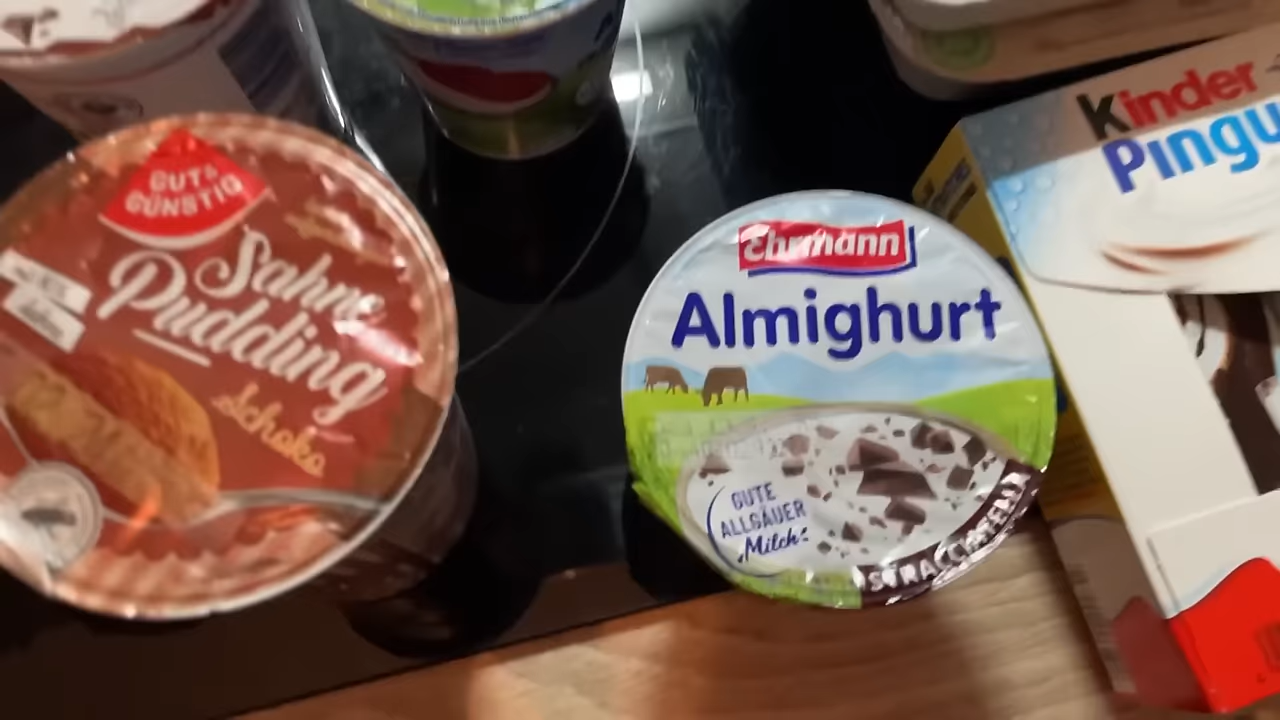 GUT&
GÜNSTIG
Sahne
Pudding
Schoko
Ehrmann
Almighurt
GUTE
ALLGÄUER
„Milch“
STRACCIATELLA
Kinder
Pingu